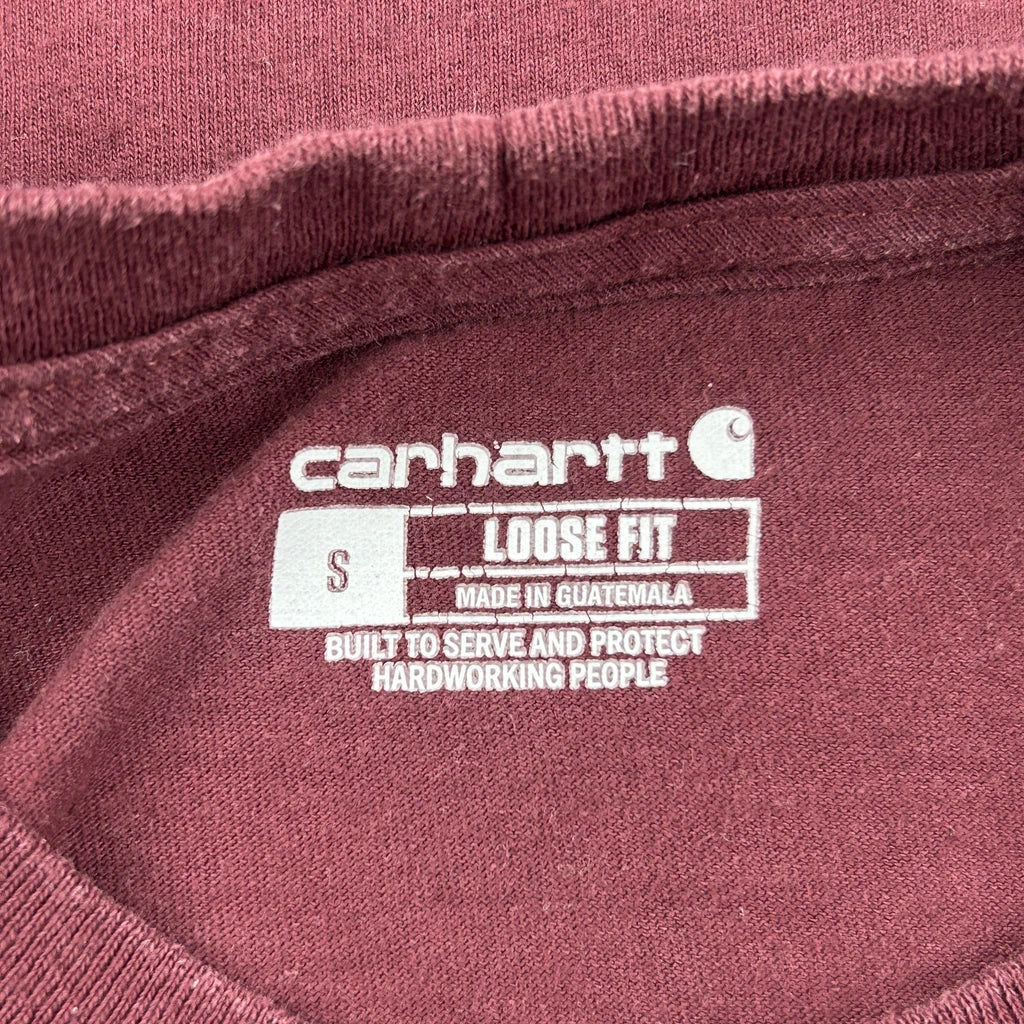 carhartt
S
LOOSE FIT
MADE IN GUATEMALA
BUILT TO SERVE AND PROTECT
HARDWORKING PEOPLE